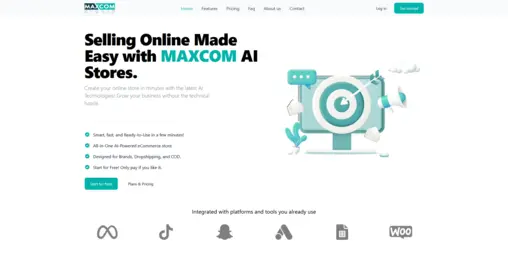 MAXCOM
Home Features Pricing Faq About us Contact
Log in
Get started
Selling Online Made
Easy with MAXCOM AI
Stores.
Create your online store in minutes with the latest AI
Technologies! Grow your business without the technical
hassle.
Smart, fast, and Ready-to-Use in a few minutes!
All-in-One AI-Powered eCommerce store.
Designed for Brands, Dropshipping, and COD.
Start for Free! Only pay if you like it.
Plans & Pricing
Integrated with platforms and tools you already use
WOO